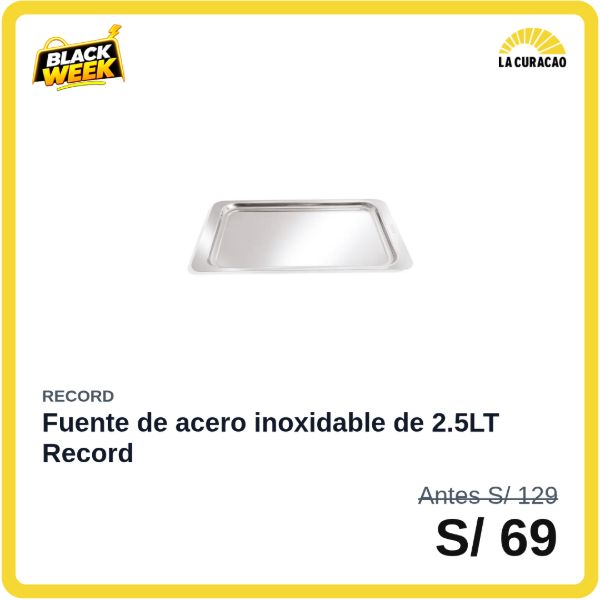 BLACK
WEEK
LA CURACAO
RECORD
Fuente de acero inoxidable de 2.5LT
Record
Antes S/ 129
S/ 69